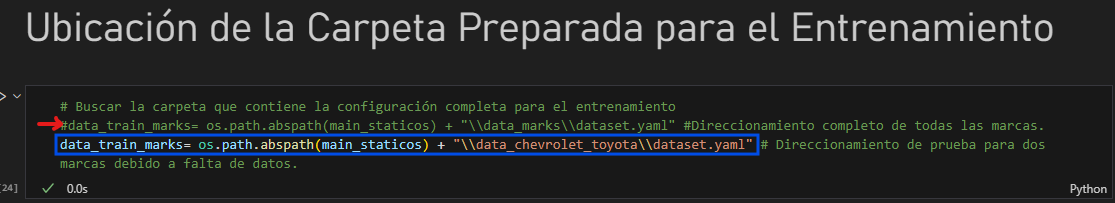 Ubicación de la Carpeta Preparada para el Entrenamiento
# Buscar la carpeta que contiene la configuración completa para el entrenamiento
#data_train_marks= os.path.abspath(main_staticos) + "\\data_marks\\dataset.yaml" #Direccionamiento completo de todas las marcas.
data_train_marks= os.path.abspath(main_staticos) + "\\data_chevrolet_toyota\\dataset.yaml" # Direccionamiento de prueba para dos
marcas debido a falta de datos.
[24]
0.0s
Python